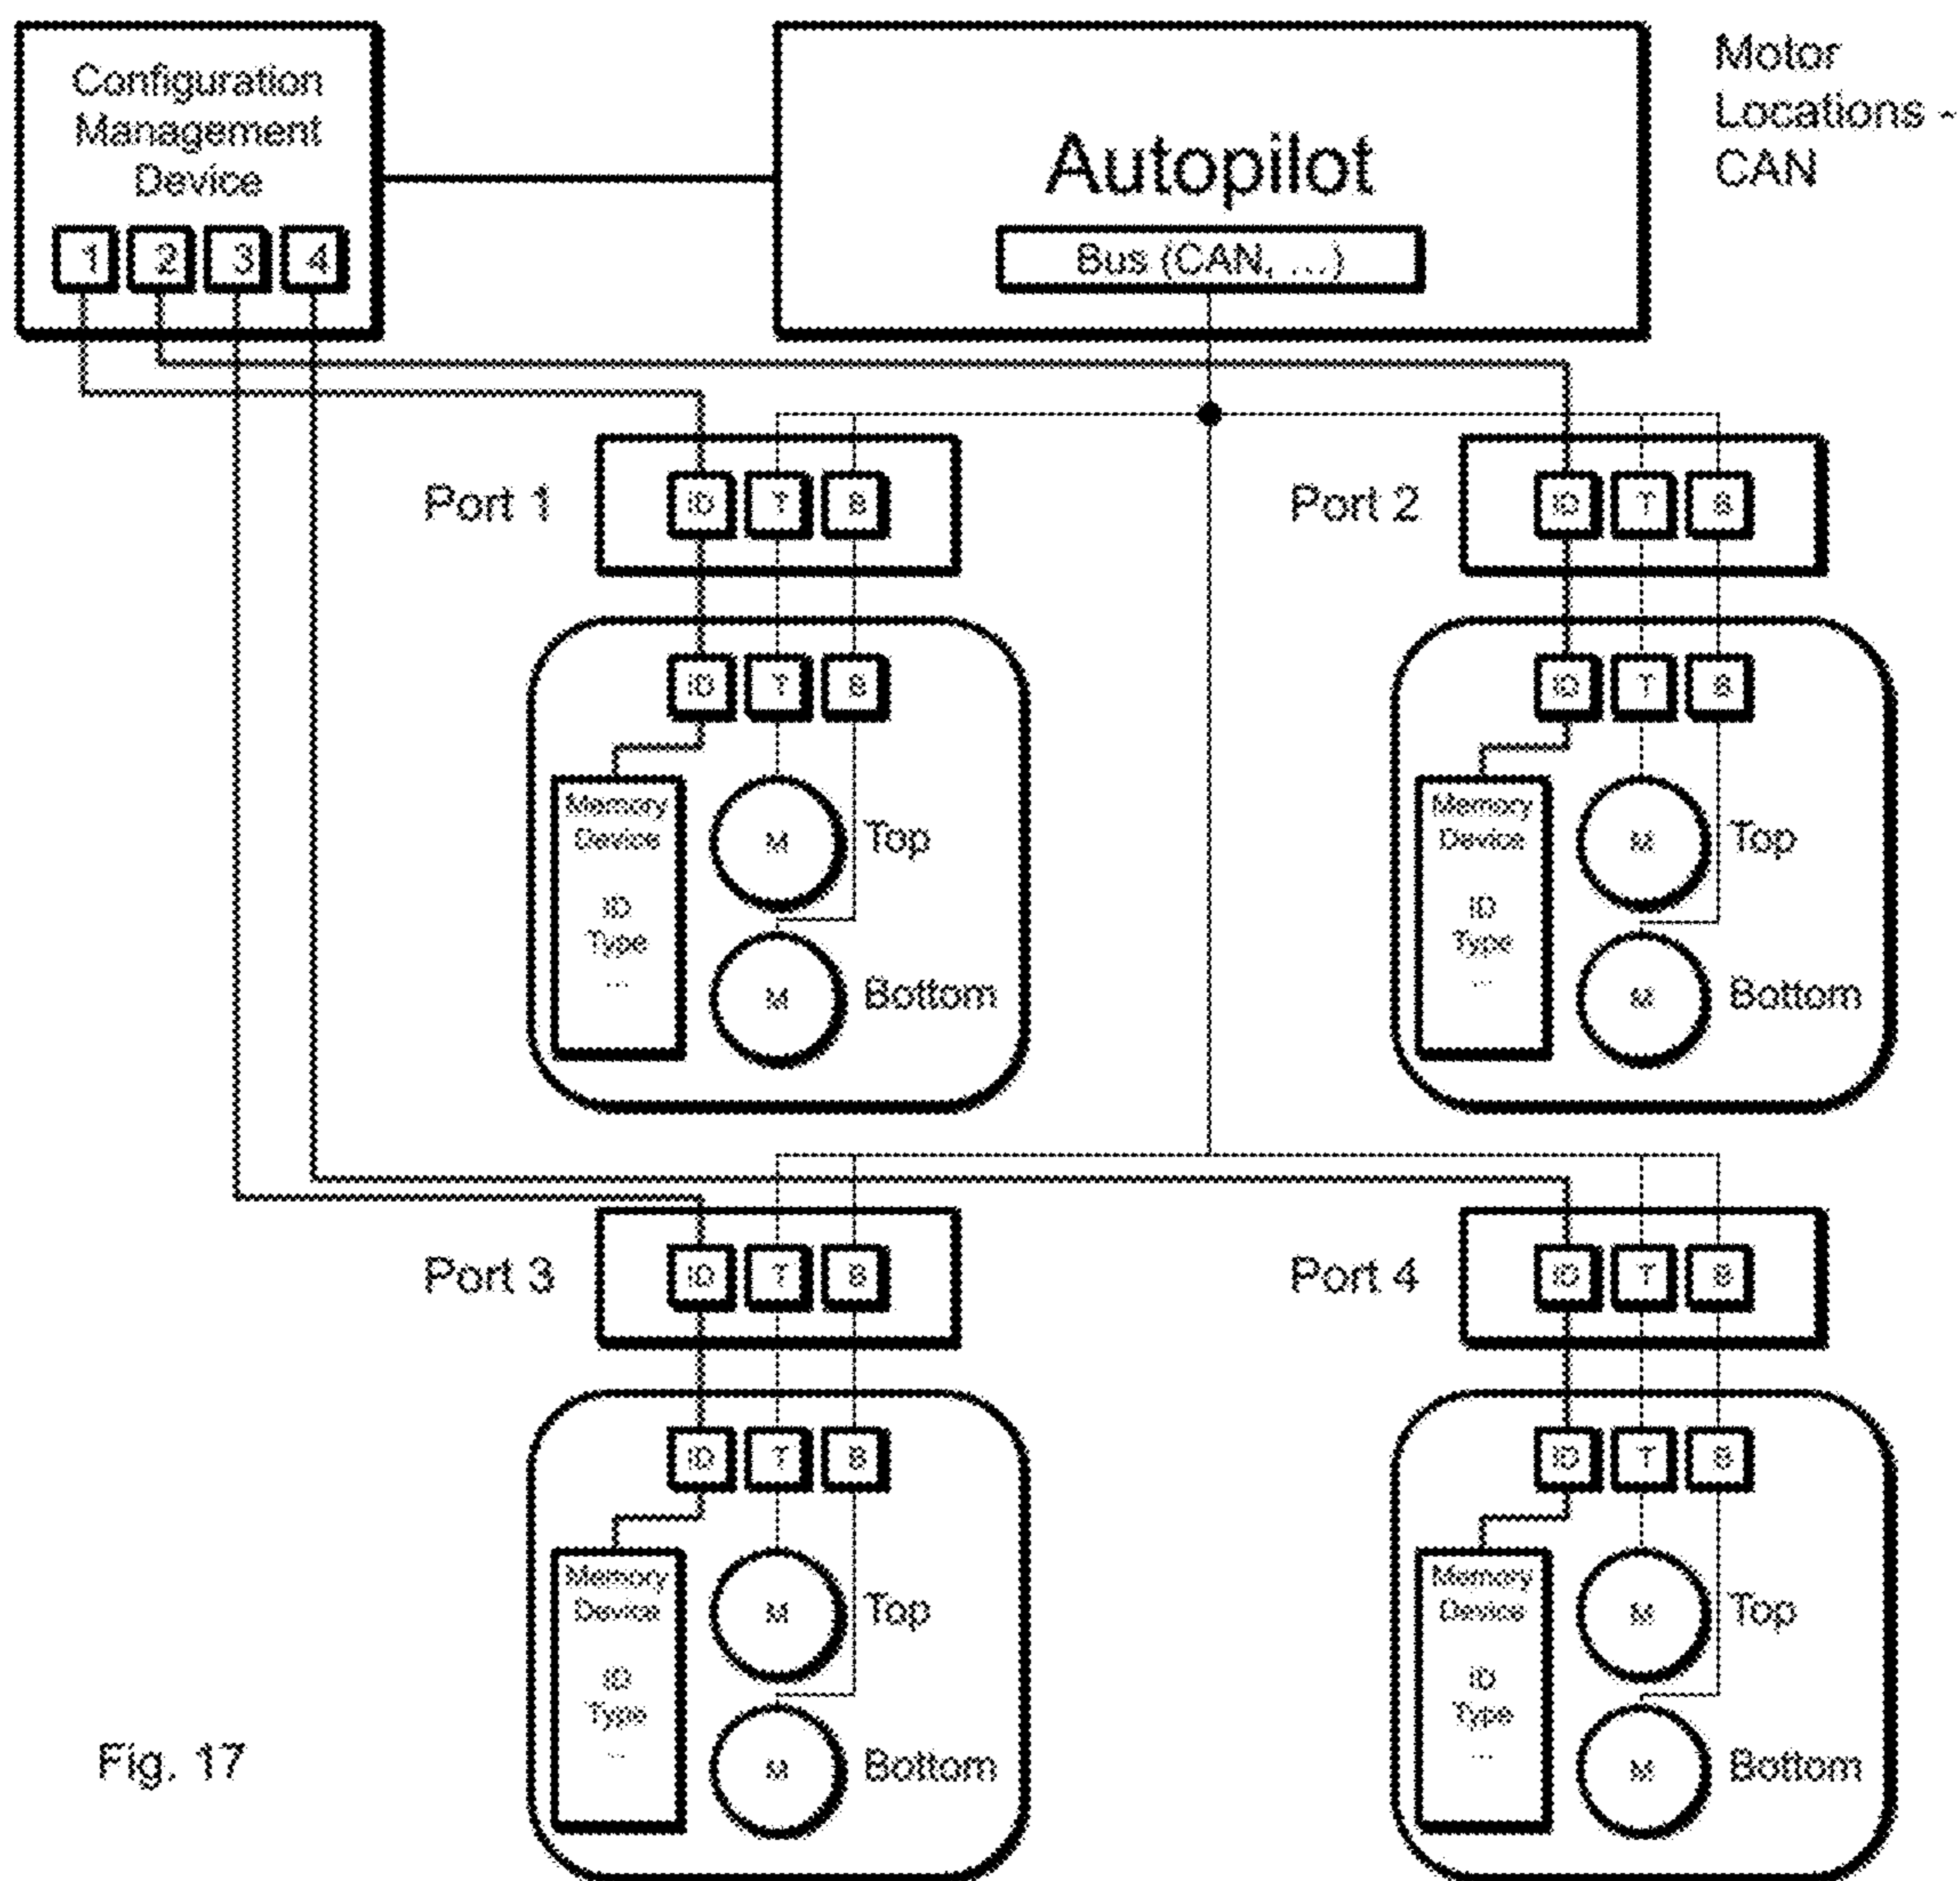 Configuration
Management
Device
1 2 3 4
Autopilot
Bus (CAN, ...)
Motor
Locations -
CAN
Port 1
ID T B
Port 2
ID T B
ID T B
Memory
Device
ID
Type
...
M
Top
M
Bottom
ID T B
Memory
Device
ID
Type
...
M
Top
M
Bottom
Port 3
ID T B
Port 4
ID T B
ID T B
Memory
Device
ID
Type
...
M
Top
M
Bottom
ID T B
Memory
Device
ID
Type
...
M
Top
M
Bottom
Fig. 17